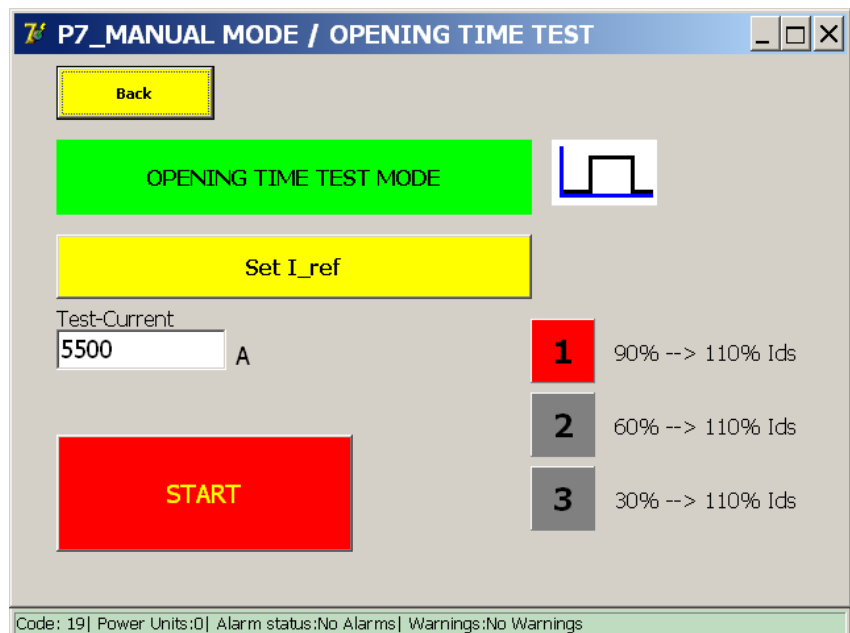 P7_MANUAL MODE / OPENING TIME TEST
Back
OPENING TIME TEST MODE
Set I_ref
Test-Current
5500 A
1 90% --> 110% Ids
2 60% --> 110% Ids
3 30% --> 110% Ids
START
Code: 19| Power Units:0| Alarm status:No Alarms| Warnings:No Warnings